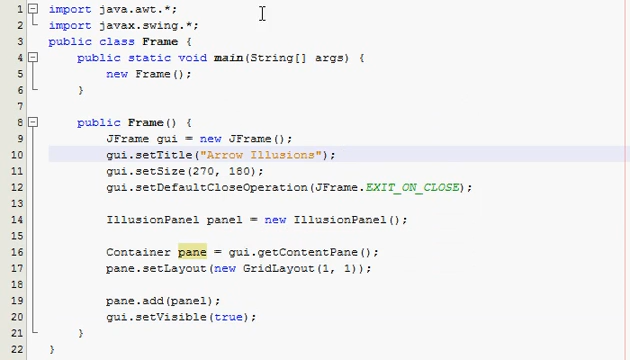 1 import java.awt.*;
2 import javax.swing.*;
3 public class Frame {
4 public static void main(String[] args) {
5 new Frame();
6 }
7
8 public Frame() {
9 JFrame gui = new JFrame();
10 gui.setTitle("Arrow Illusions");
11 gui.setSize(270, 180);
12 gui.setDefaultCloseOperation(JFrame.EXIT_ON_CLOSE);
13
14 IllusionPanel panel = new IllusionPanel();
15
16 Container pane = gui.getContentPane();
17 pane.setLayout(new GridLayout(1, 1));
18
19 pane.add(panel);
20 gui.setVisible(true);
21 }
22 }